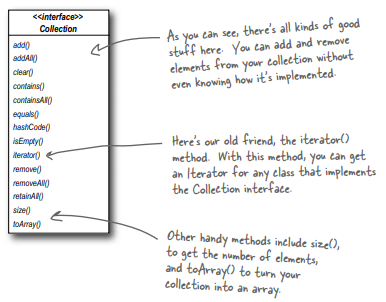 <<interface>>
Collection
add()
addAll()
clear()
contains()
containsAll()
equals()
hashCode()
isEmpty()
iterator()
remove()
removeAll()
retainAll()
size()
toArray()
As you can see, there's all kinds of good
stuff here. You can add and remove
elements from your collection without
even knowing how it's implemented.
Here's our old friend, the iterator()
method. With this method, you can get
an Iterator for any class that implements
the Collection interface.
Other handy methods include size(),
to get the number of elements,
and toArray() to turn your
collection into an array.